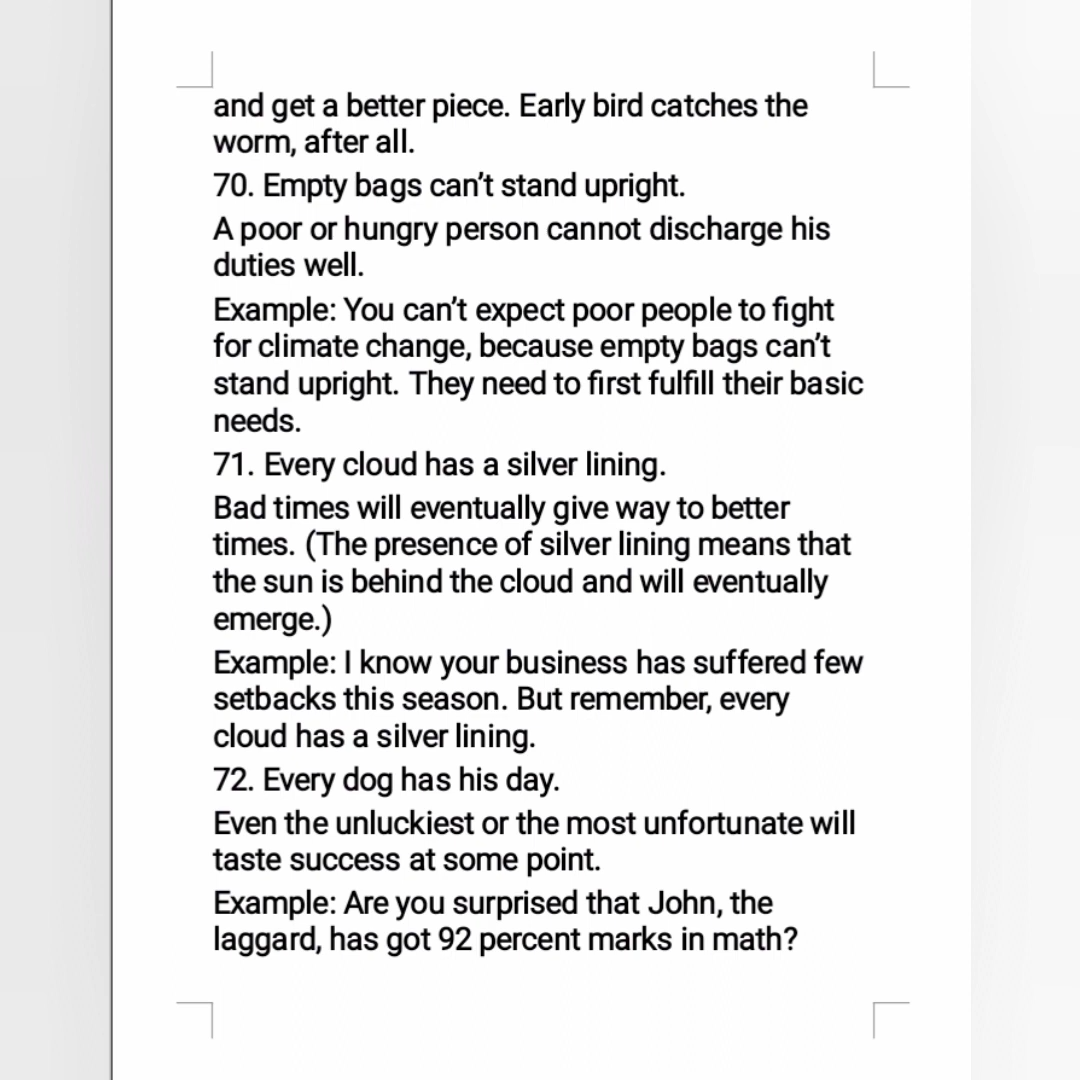 and get a better piece. Early bird catches the
worm, after all.
70. Empty bags can’t stand upright.
A poor or hungry person cannot discharge his
duties well.
Example: You can’t expect poor people to fight
for climate change, because empty bags can’t
stand upright. They need to first fulfill their basic
needs.
71. Every cloud has a silver lining.
Bad times will eventually give way to better
times. (The presence of silver lining means that
the sun is behind the cloud and will eventually
emerge.)
Example: I know your business has suffered few
setbacks this season. But remember, every
cloud has a silver lining.
72. Every dog has his day.
Even the unluckiest or the most unfortunate will
taste success at some point.
Example: Are you surprised that John, the
laggard, has got 92 percent marks in math?